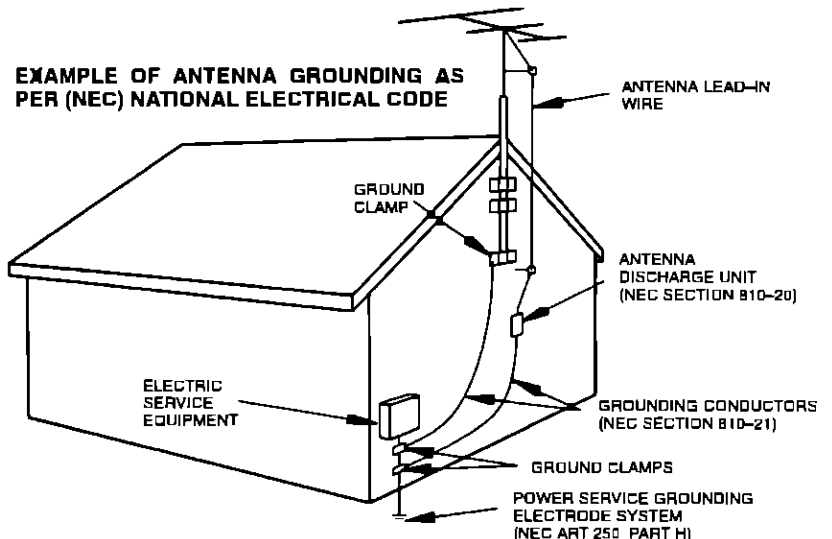 EXAMPLE OF ANTENNA GROUNDING AS
PER (NEC) NATIONAL ELECTRICAL CODE
ANTENNA LEAD-IN
WIRE
GROUND
CLAMP
ANTENNA
DISCHARGE UNIT
(NEC SECTION 810-20)
ELECTRIC
SERVICE
EQUIPMENT
GROUNDING CONDUCTORS
(NEC SECTION 810-21)
GROUND CLAMPS
POWER SERVICE GROUNDING
ELECTRODE SYSTEM
(NEC ART 250 PART H)